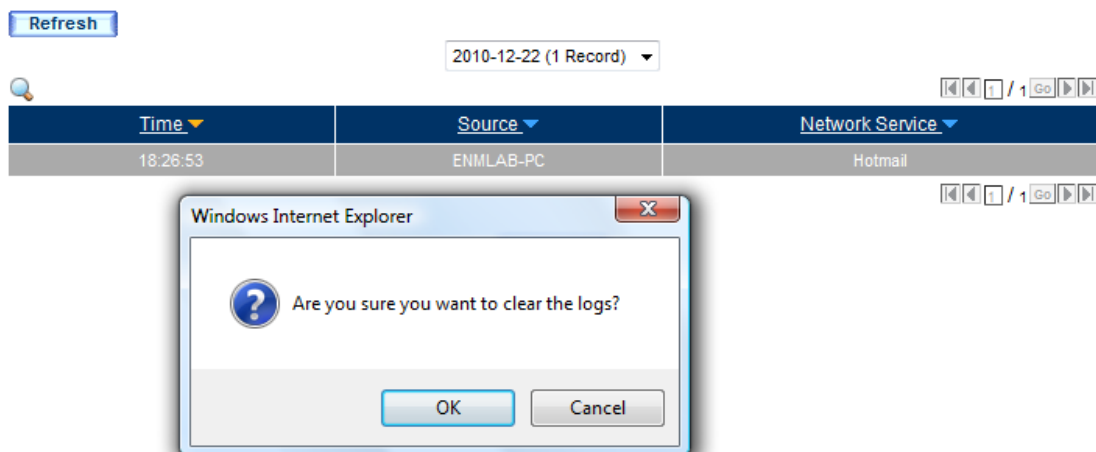 Refresh
2010-12-22 (1 Record)
1 / 1 Go
Time Source Network Service
18:26:53 ENMLAB-PC Hotmail
1 / 1 Go
Windows Internet Explorer
Are you sure you want to clear the logs?
OK Cancel